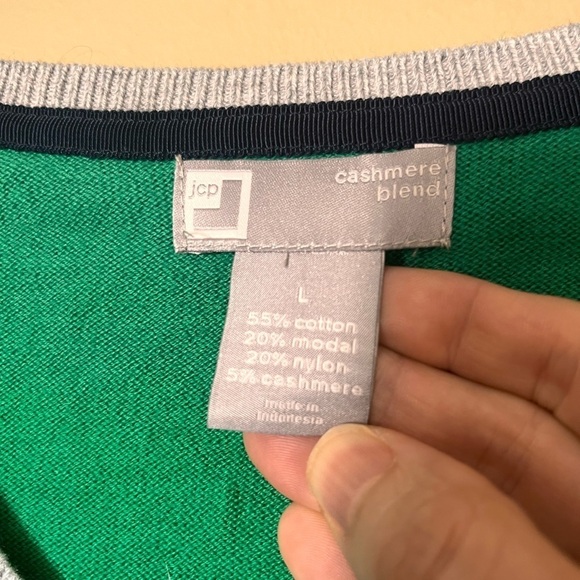 jcp
cashmere
blend
L
55% cotton
20% modal
20% nylon
5% cashmere
made in
Indonesia